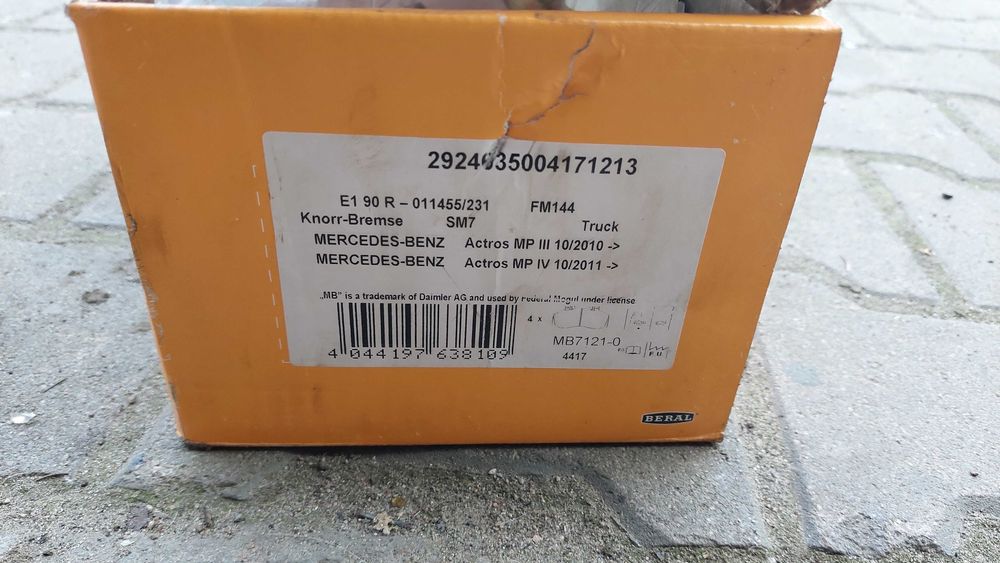 2924035004171213
E1 90 R – 011455/231 FM144
Knorr-Bremse SM7 Truck
MERCEDES-BENZ Actros MP III 10/2010 ->
MERCEDES-BENZ Actros MP IV 10/2011 ->
„MB" is a trademark of Daimler AG and used by Federal Mogul under license
4 x
MB7121-0
4 044197 638109
4417
BERAL